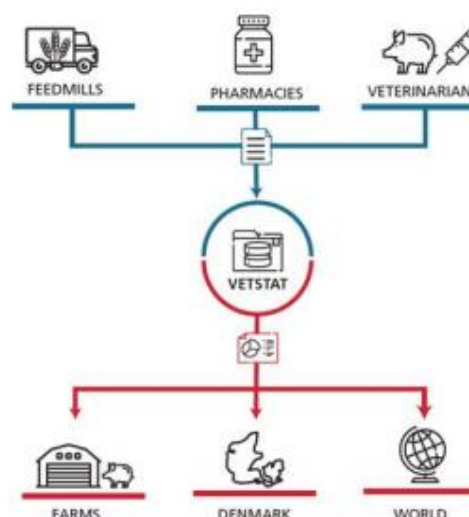 FEEDMILLS
PHARMACIES
VETERINARIAN
VETSTAT
FARMS
DENMARK
WORLD